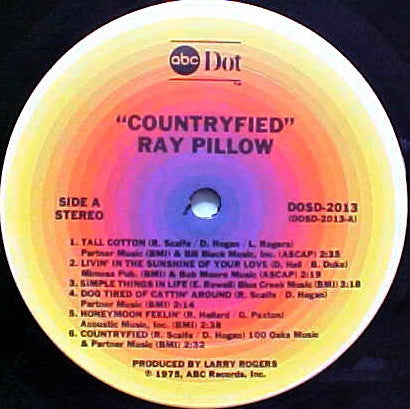 abc Dot
TM
"COUNTRYFIED"
RAY PILLOW
SIDE A
STEREO
DOSD-2013
(DOSD-2013-A)
1. TALL COTTON (R. Scaife / D. Hogan / L. Rogers)
Partner Music (BMI) & Bill Black Music, Inc. (ASCAP) 2:35
2. LIVIN' IN THE SUNSHINE OF YOUR LOVE (D. Hall / B. Duke)
Mimosa Pub. (BMI) & Bob Moore Music (ASCAP) 2:19
3. SIMPLE THINGS IN LIFE (E. Rowell) Blue Creek Music (BMI) 3:18
4. DOG TIRED OF CATTIN' AROUND (R. Scaife / D. Hogan)
Partner Music (BMI) 2:14
5. HONEYMOON FEELIN' (R. Hellard / G. Paxton)
Acoustic Music, Inc. (BMI) 2:38
6. COUNTRYFIED (R. Scaife / D. Hogan) 100 Oaks Music
& Partner Music (BMI) 2:32
PRODUCED BY LARRY ROGERS
℗ 1975, ABC Records, Inc.